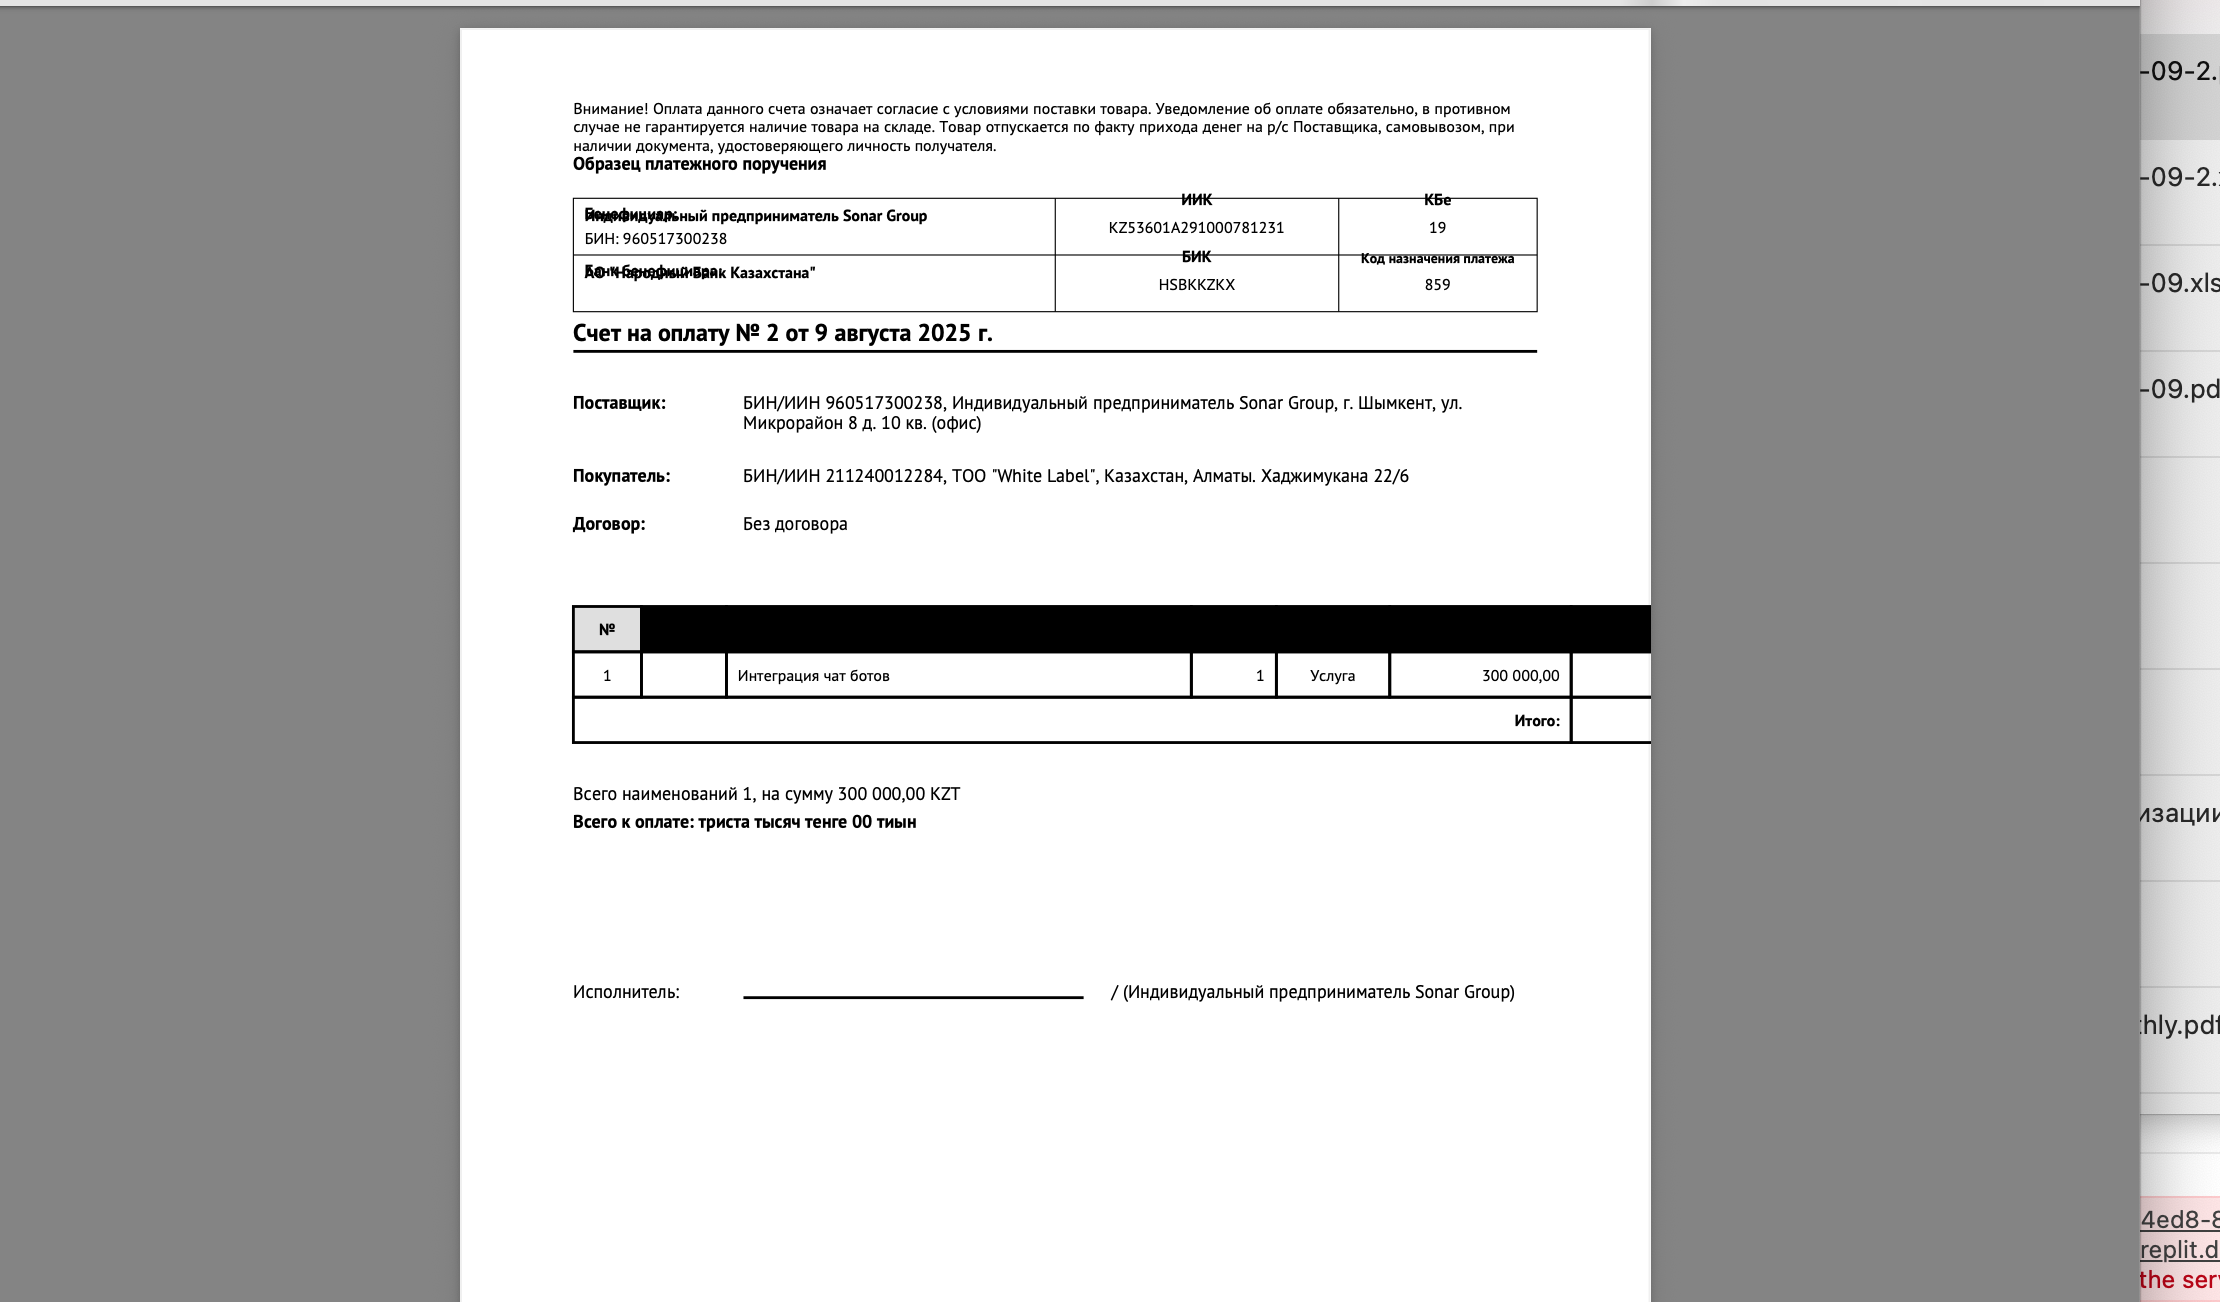 Внимание! Оплата данного счета означает согласие с условиями поставки товара. Уведомление об оплате обязательно, в противном
случае не гарантируется наличие товара на складе. Товар отпускается по факту прихода денег на р/с Поставщика, самовывозом, при
наличии документа, удостоверяющего личность получателя.
Образец платежного поручения
ИИК
КБе
Бенефициар:
Индивидуальный предприниматель Sonar Group
KZ53601A291000781231
19
БИН: 960517300238
БИК
Код назначения платежа
Банк бенефициара:
АО "Народный Банк Казахстана"
HSBKKZKX
859
Счет на оплату № 2 от 9 августа 2025 г.
Поставщик:
БИН/ИИН 960517300238, Индивидуальный предприниматель Sonar Group, г. Шымкент, ул.
Микрорайон 8 д. 10 кв. (офис)
Покупатель:
БИН/ИИН 211240012284, ТОО "White Label", Казахстан, Алматы. Хаджимукана 22/6
Договор:
Без договора
№
1
Интеграция чат ботов
1
Услуга
300 000,00
Итого:
Всего наименований 1, на сумму 300 000,00 KZT
Всего к оплате: триста тысяч тенге 00 тиын
Исполнитель:
/ (Индивидуальный предприниматель Sonar Group)
-09-2.
-09-2.
-09.xls
-09.pd
изации
thly.pdf
4ed8-8
replit.d
the ser